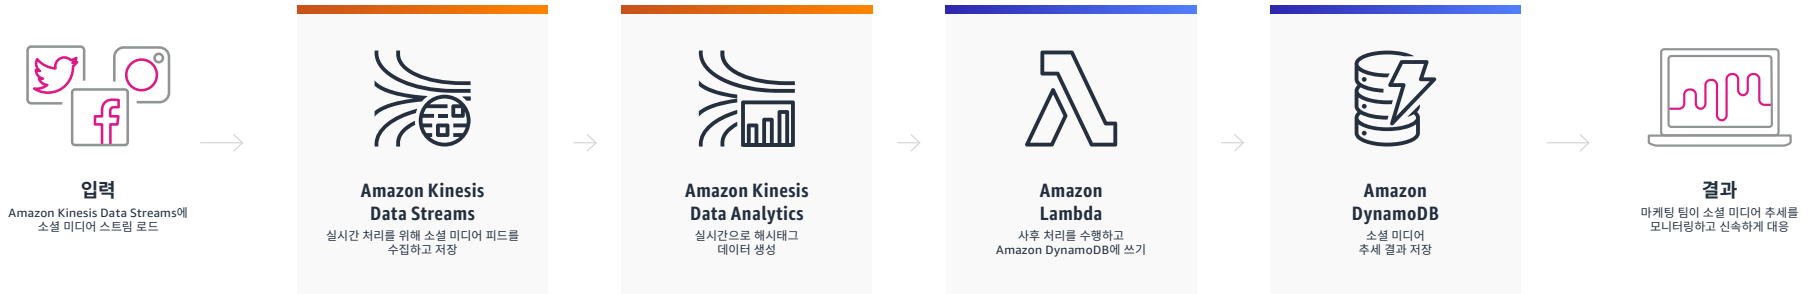 입력
Amazon Kinesis Data Streams에
소셜 미디어 스트림 로드
Amazon Kinesis
Data Streams
실시간 처리를 위해 소셜 미디어 피드를
수집하고 저장
Amazon Kinesis
Data Analytics
실시간으로 해시태그
데이터 생성
Amazon
Lambda
사후 처리를 수행하고
Amazon DynamoDB에 쓰기
Amazon
DynamoDB
소셜 미디어
추세 결과 저장
결과
마케팅 팀이 소셜 미디어 추세를
모니터링하고 신속하게 대응